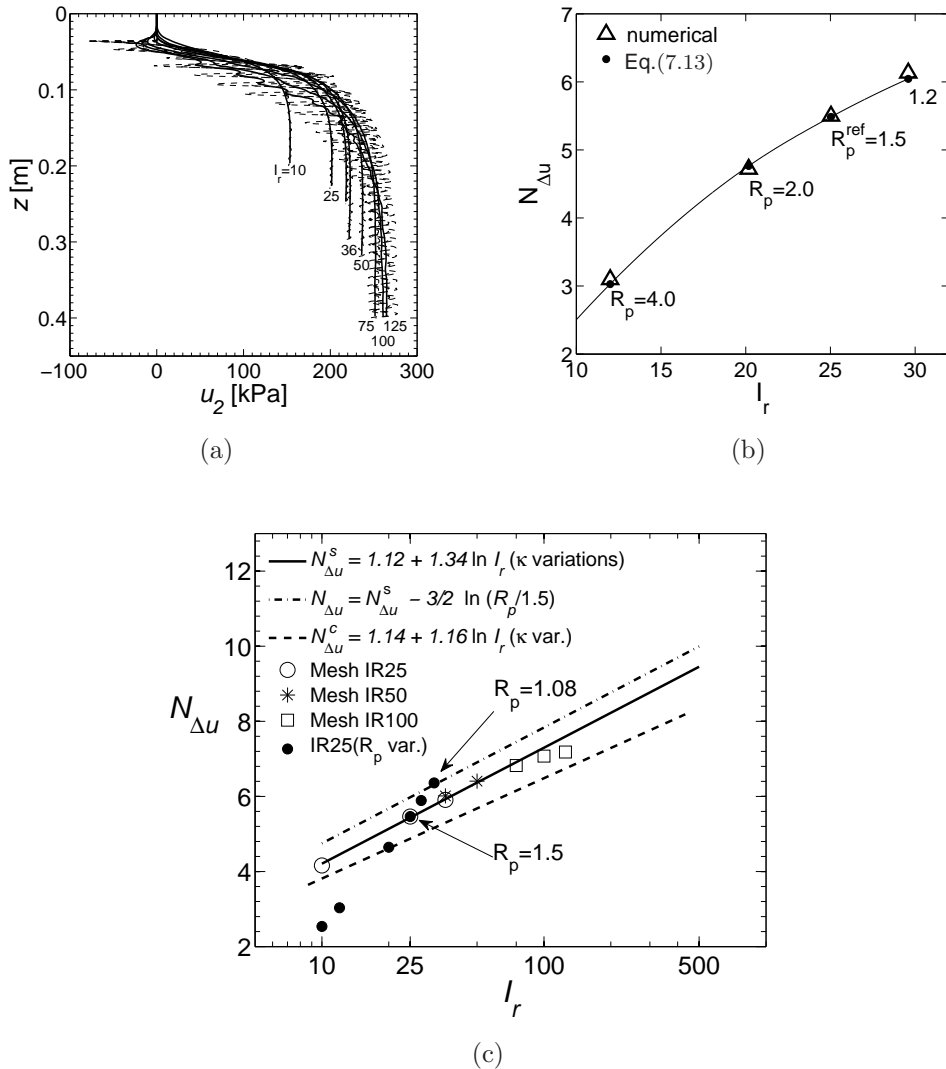 0
0.1
0.2
0.3
0.4
z [m]
I_r=10
25
36
50
75
125
100
−100 0 100 200 300
u_2 [kPa]
(a)
7
6
5
4
3
2
N_Δu
numerical
Eq.(7.13)
1.2
R_p^ref=1.5
R_p=2.0
R_p=4.0
10 15 20 25 30
I_r
(b)
12
10
8
6
4
2
N_Δu
N_Δu^s = 1.12 + 1.34 ln I_r (κ variations)
N_Δu = N_Δu^s − 3/2 ln (R_p/1.5)
N_Δu^c = 1.14 + 1.16 ln I_r (κ var.)
Mesh IR25
Mesh IR50
Mesh IR100
IR25(R_p var.)
R_p=1.08
R_p=1.5
10 25 100 500
I_r
(c)